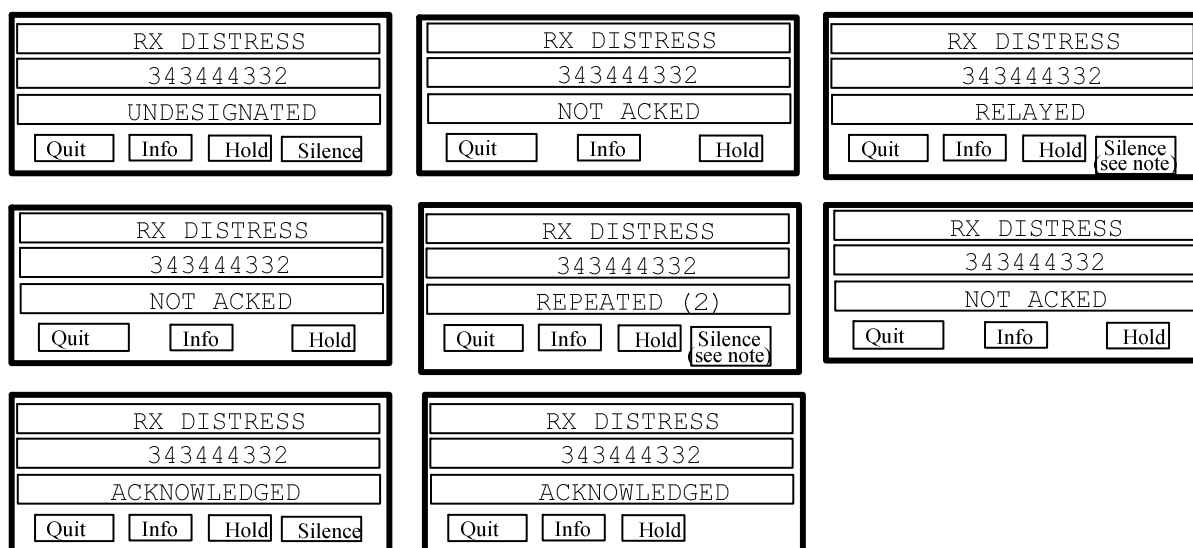 RX DISTRESS
343444332
UNDESIGNATED
Quit Info Hold Silence
RX DISTRESS
343444332
NOT ACKED
Quit Info Hold
RX DISTRESS
343444332
RELAYED
Quit Info Hold Silence
(see note)
RX DISTRESS
343444332
NOT ACKED
Quit Info Hold
RX DISTRESS
343444332
REPEATED (2)
Quit Info Hold Silence
(see note)
RX DISTRESS
343444332
NOT ACKED
Quit Info Hold
RX DISTRESS
343444332
ACKNOWLEDGED
Quit Info Hold Silence
RX DISTRESS
343444332
ACKNOWLEDGED
Quit Info Hold